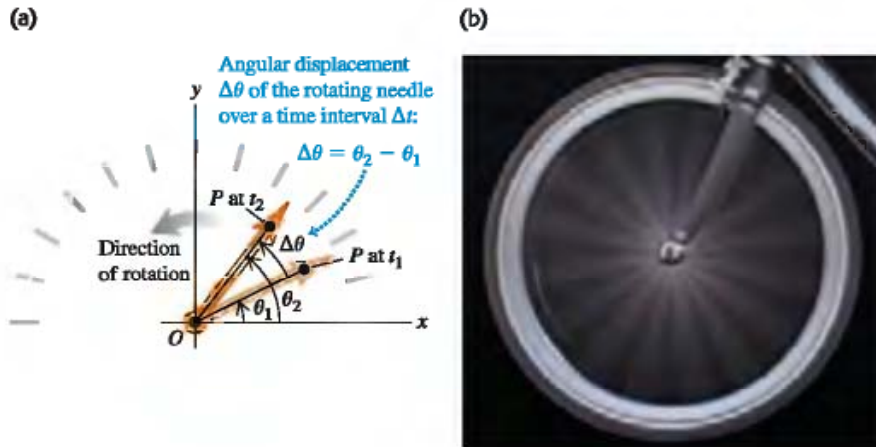 (a)
(b)
Angular displacement
Δθ of the rotating needle
over a time interval Δt:
Δθ = θ₂ − θ₁
y
P at t₂
Δθ
P at t₁
Direction
of rotation
θ₁
θ₂
x
O